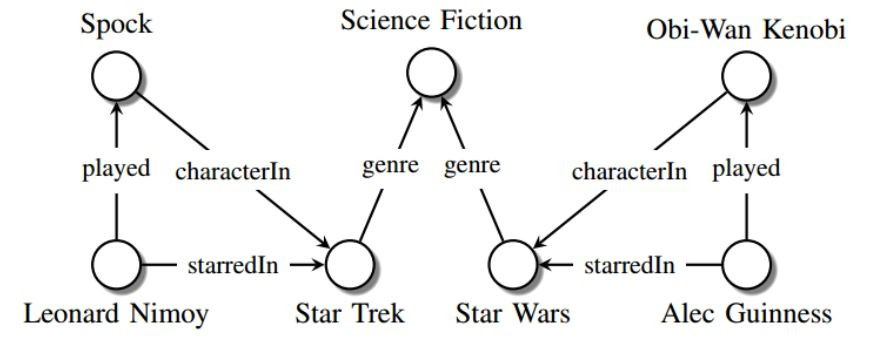 Spock
Science Fiction
Obi-Wan Kenobi
played
characterIn
genre
genre
characterIn
played
starredIn
starredIn
Leonard Nimoy
Star Trek
Star Wars
Alec Guinness